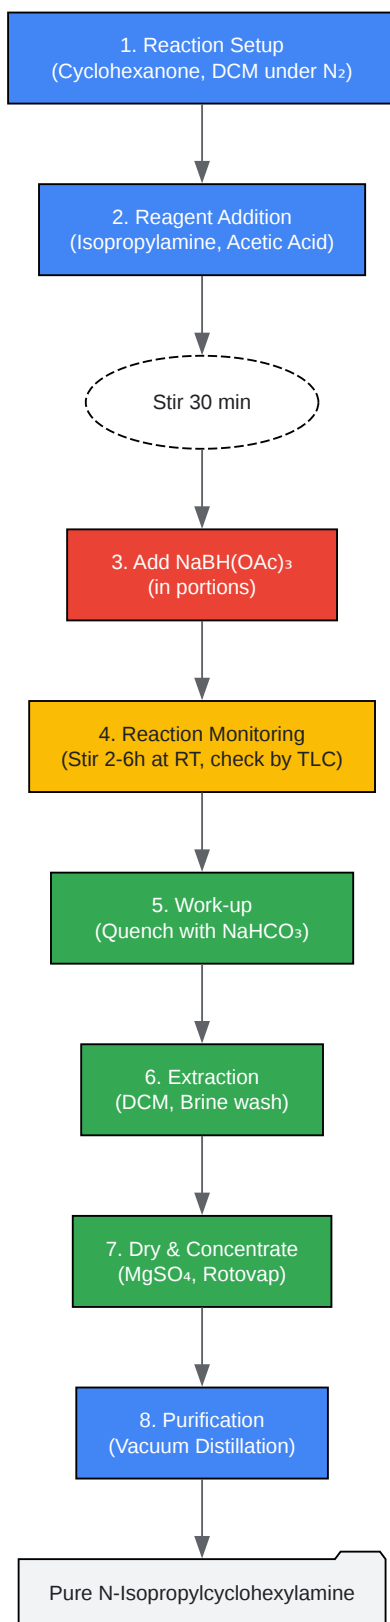 1. Reaction Setup
(Cyclohexanone, DCM under N₂)
2. Reagent Addition
(Isopropylamine, Acetic Acid)
Stir 30 min
3. Add NaBH(OAc)₃
(in portions)
4. Reaction Monitoring
(Stir 2-6h at RT, check by TLC)
5. Work-up
(Quench with NaHCO₃)
6. Extraction
(DCM, Brine wash)
7. Dry & Concentrate
(MgSO₄, Rotovap)
8. Purification
(Vacuum Distillation)
Pure N-Isopropylcyclohexylamine